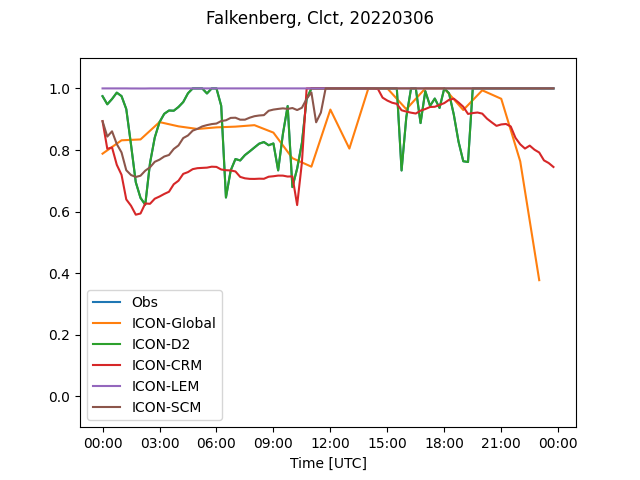 Falkenberg, Clct, 20220306
1.0
0.8
0.6
0.4
0.2
0.0
Obs
ICON-Global
ICON-D2
ICON-CRM
ICON-LEM
ICON-SCM
00:00 03:00 06:00 09:00 12:00 15:00 18:00 21:00 00:00
Time [UTC]